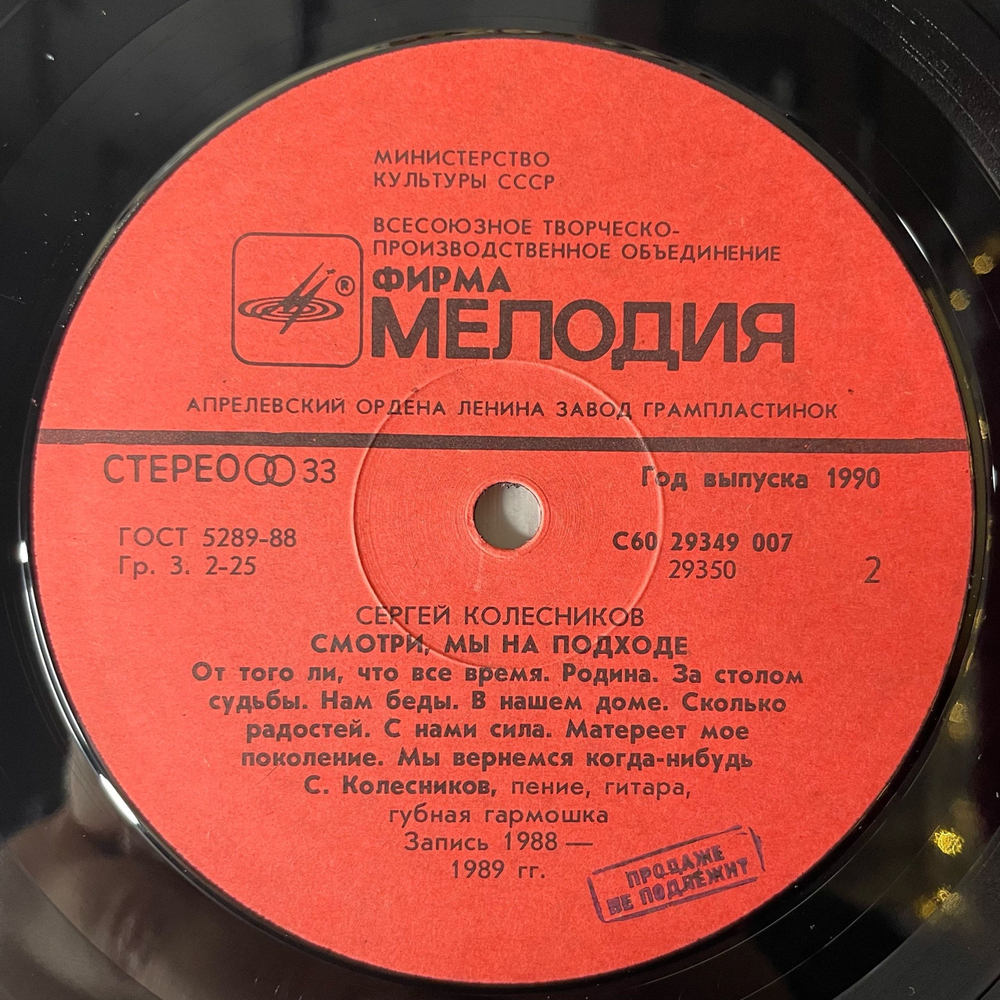 МИНИСТЕРСТВО
КУЛЬТУРЫ СССР
ВСЕСОЮЗНОЕ ТВОРЧЕСКО-
ПРОИЗВОДСТВЕННОЕ ОБЪЕДИНЕНИЕ
ФИРМА
®
МЕЛОДИЯ
АПРЕЛЕВСКИЙ ОРДЕНА ЛЕНИНА ЗАВОД ГРАМПЛАСТИНОК
СТЕРЕО 33
Год выпуска 1990
ГОСТ 5289-88
Гр. 3. 2-25
С60 29349 007
29350
2
СЕРГЕЙ КОЛЕСНИКОВ
СМОТРИ, МЫ НА ПОДХОДЕ
От того ли, что все время. Родина. За столом
судьбы. Нам беды. В нашем доме. Сколько
радостей. С нами сила. Матереет мое
поколение. Мы вернемся когда-нибудь
С. Колесников, пение, гитара,
губная гармошка
Запись 1988 —
1989 гг.
ПРОДАЖЕ
НЕ ПОДЛЕЖИТ